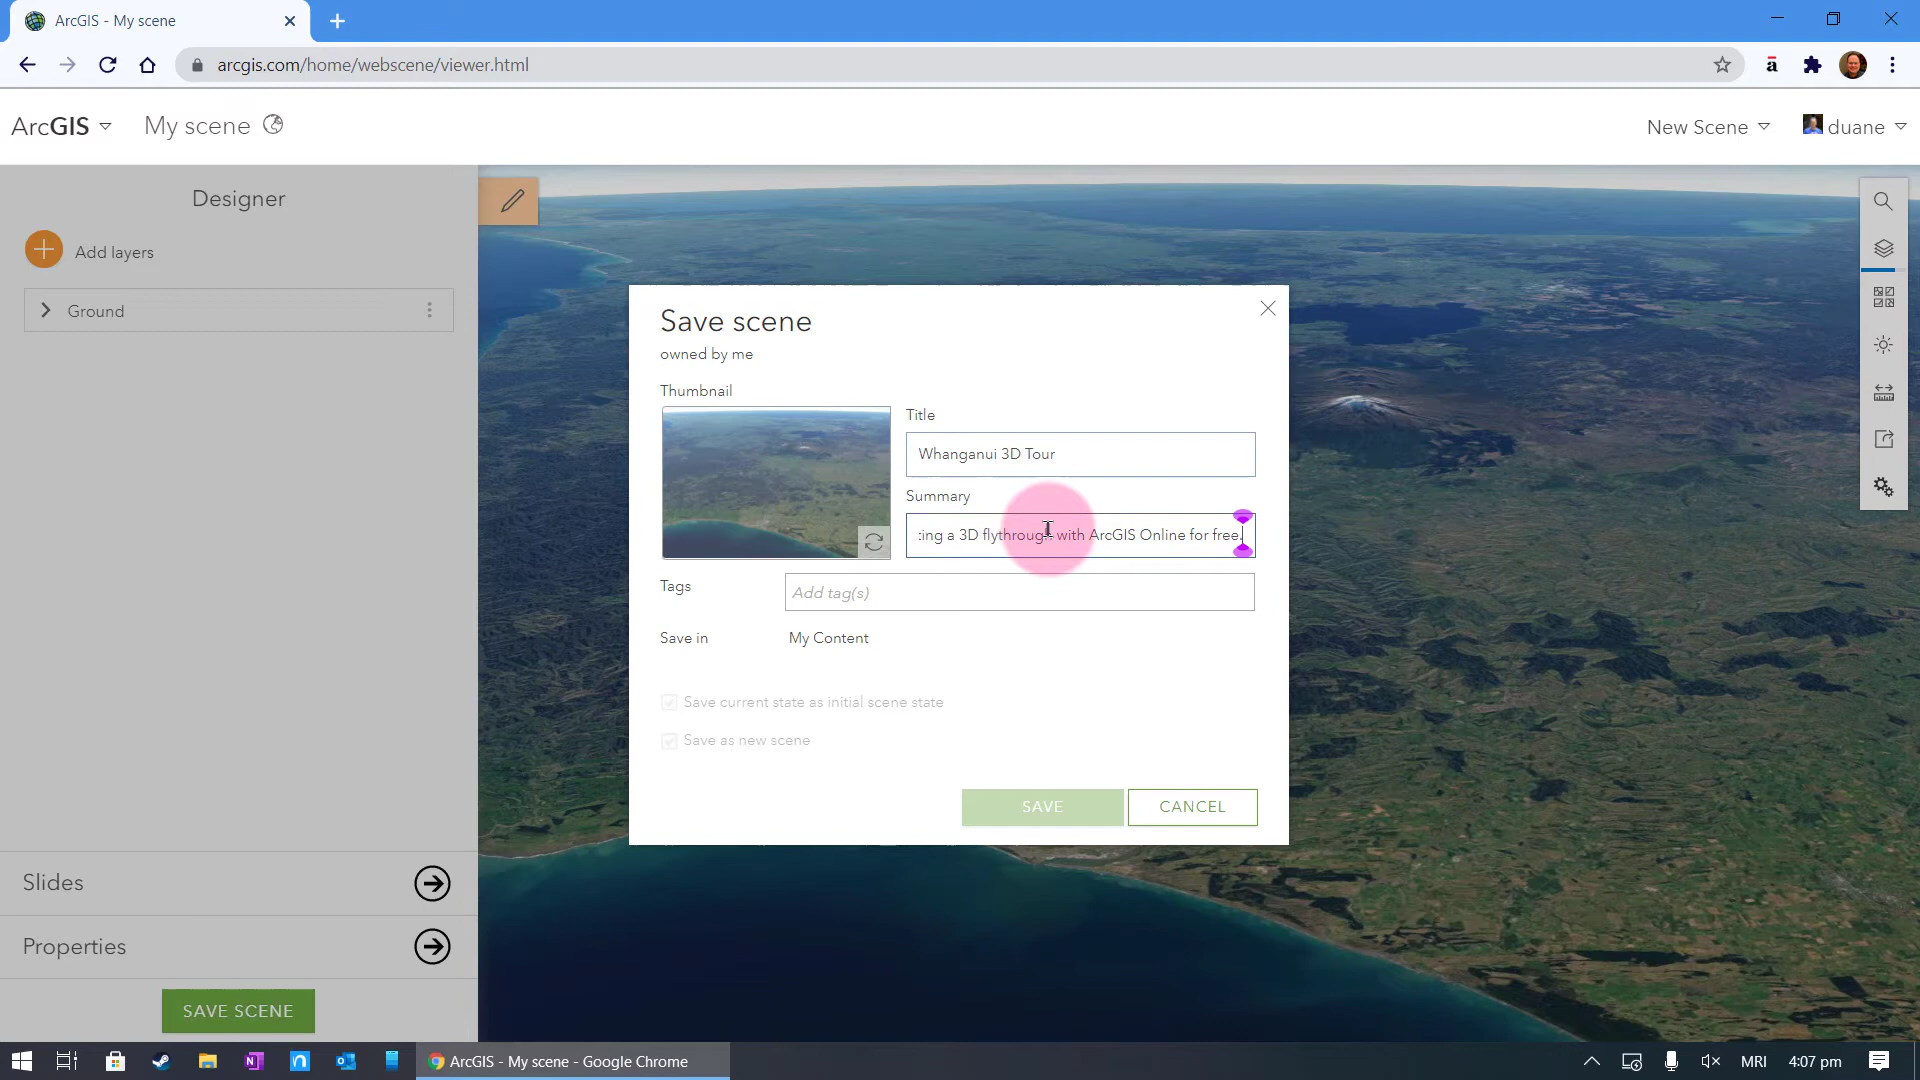 ArcGIS - My scene
arcgis.com/home/webscene/viewer.html
ArcGIS
My scene
New Scene
duane
Designer
Add layers
Ground
Save scene
owned by me
Thumbnail
Title
Whanganui 3D Tour
Summary
ing a 3D flythrough with ArcGIS Online for free.
Tags
Add tag(s)
Save in
My Content
Save current state as initial scene state
Save as new scene
SAVE
CANCEL
Slides
Properties
SAVE SCENE
ArcGIS - My scene - Google Chrome
MRI
4:07 pm